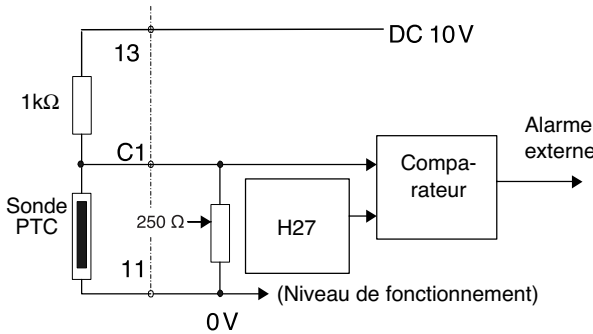 DC 10 V
13
1kΩ
C1
Alarme
externe
Compa-
rateur
Sonde
PTC
250 Ω
H27
11
(Niveau de fonctionnement)
0 V